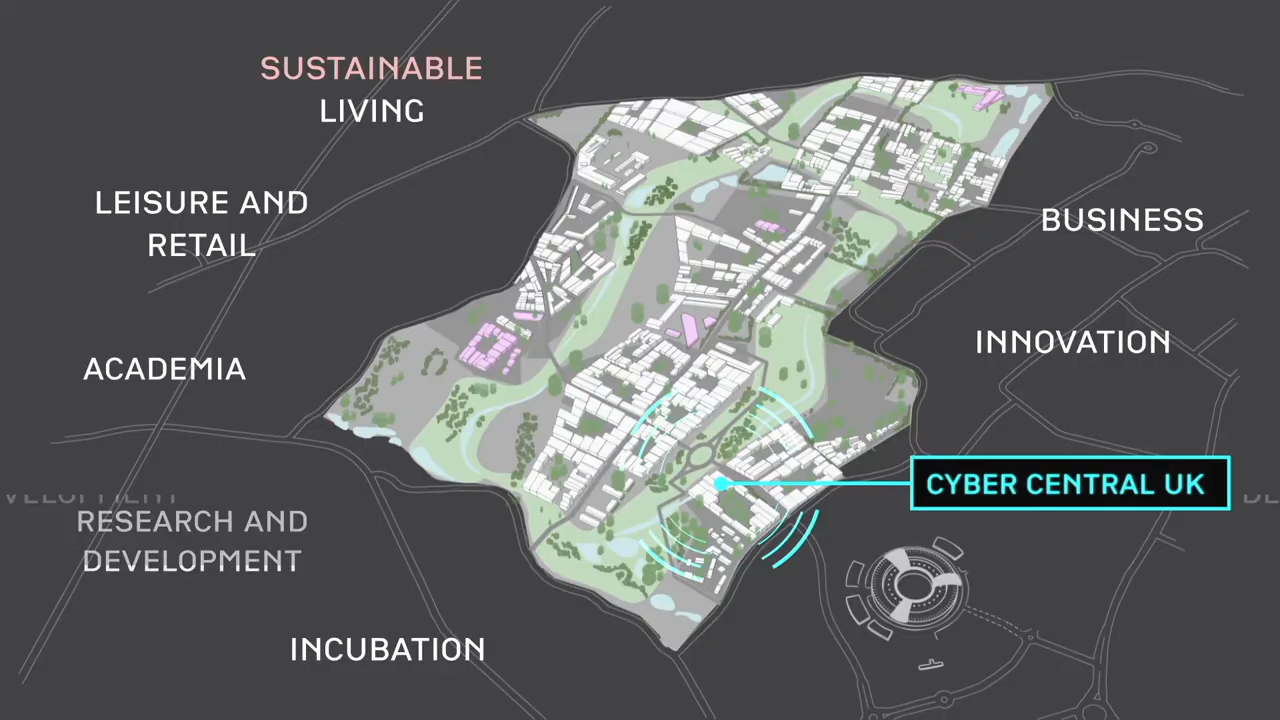 SUSTAINABLE
LIVING
LEISURE AND
RETAIL
BUSINESS
INNOVATION
ACADEMIA
CYBER CENTRAL UK
RESEARCH AND
DEVELOPMENT
INCUBATION